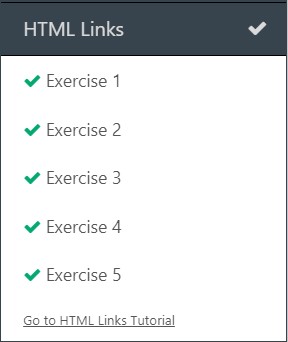 HTML Links
Exercise 1
Exercise 2
Exercise 3
Exercise 4
Exercise 5
Go to HTML Links Tutorial